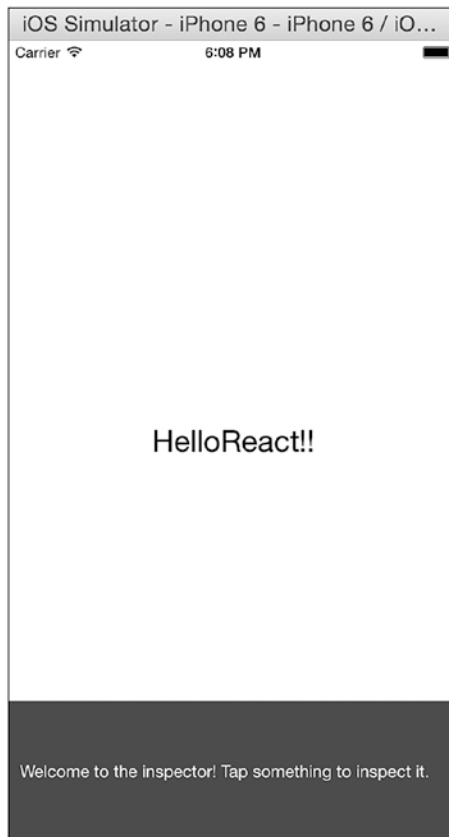 iOS Simulator - iPhone 6 - iPhone 6 / iO...
Carrier 6:08 PM
HelloReact!!
Welcome to the inspector! Tap something to inspect it.